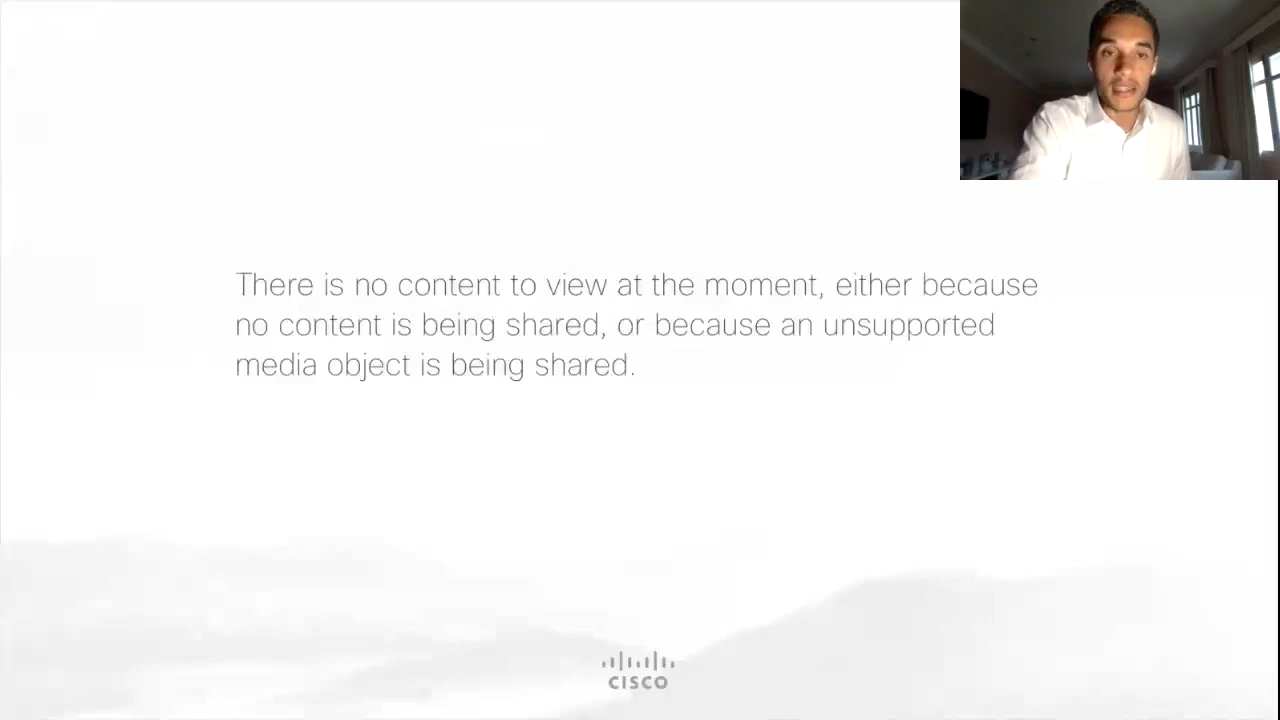 There is no content to view at the moment, either because
no content is being shared, or because an unsupported
media object is being shared.
CISCO